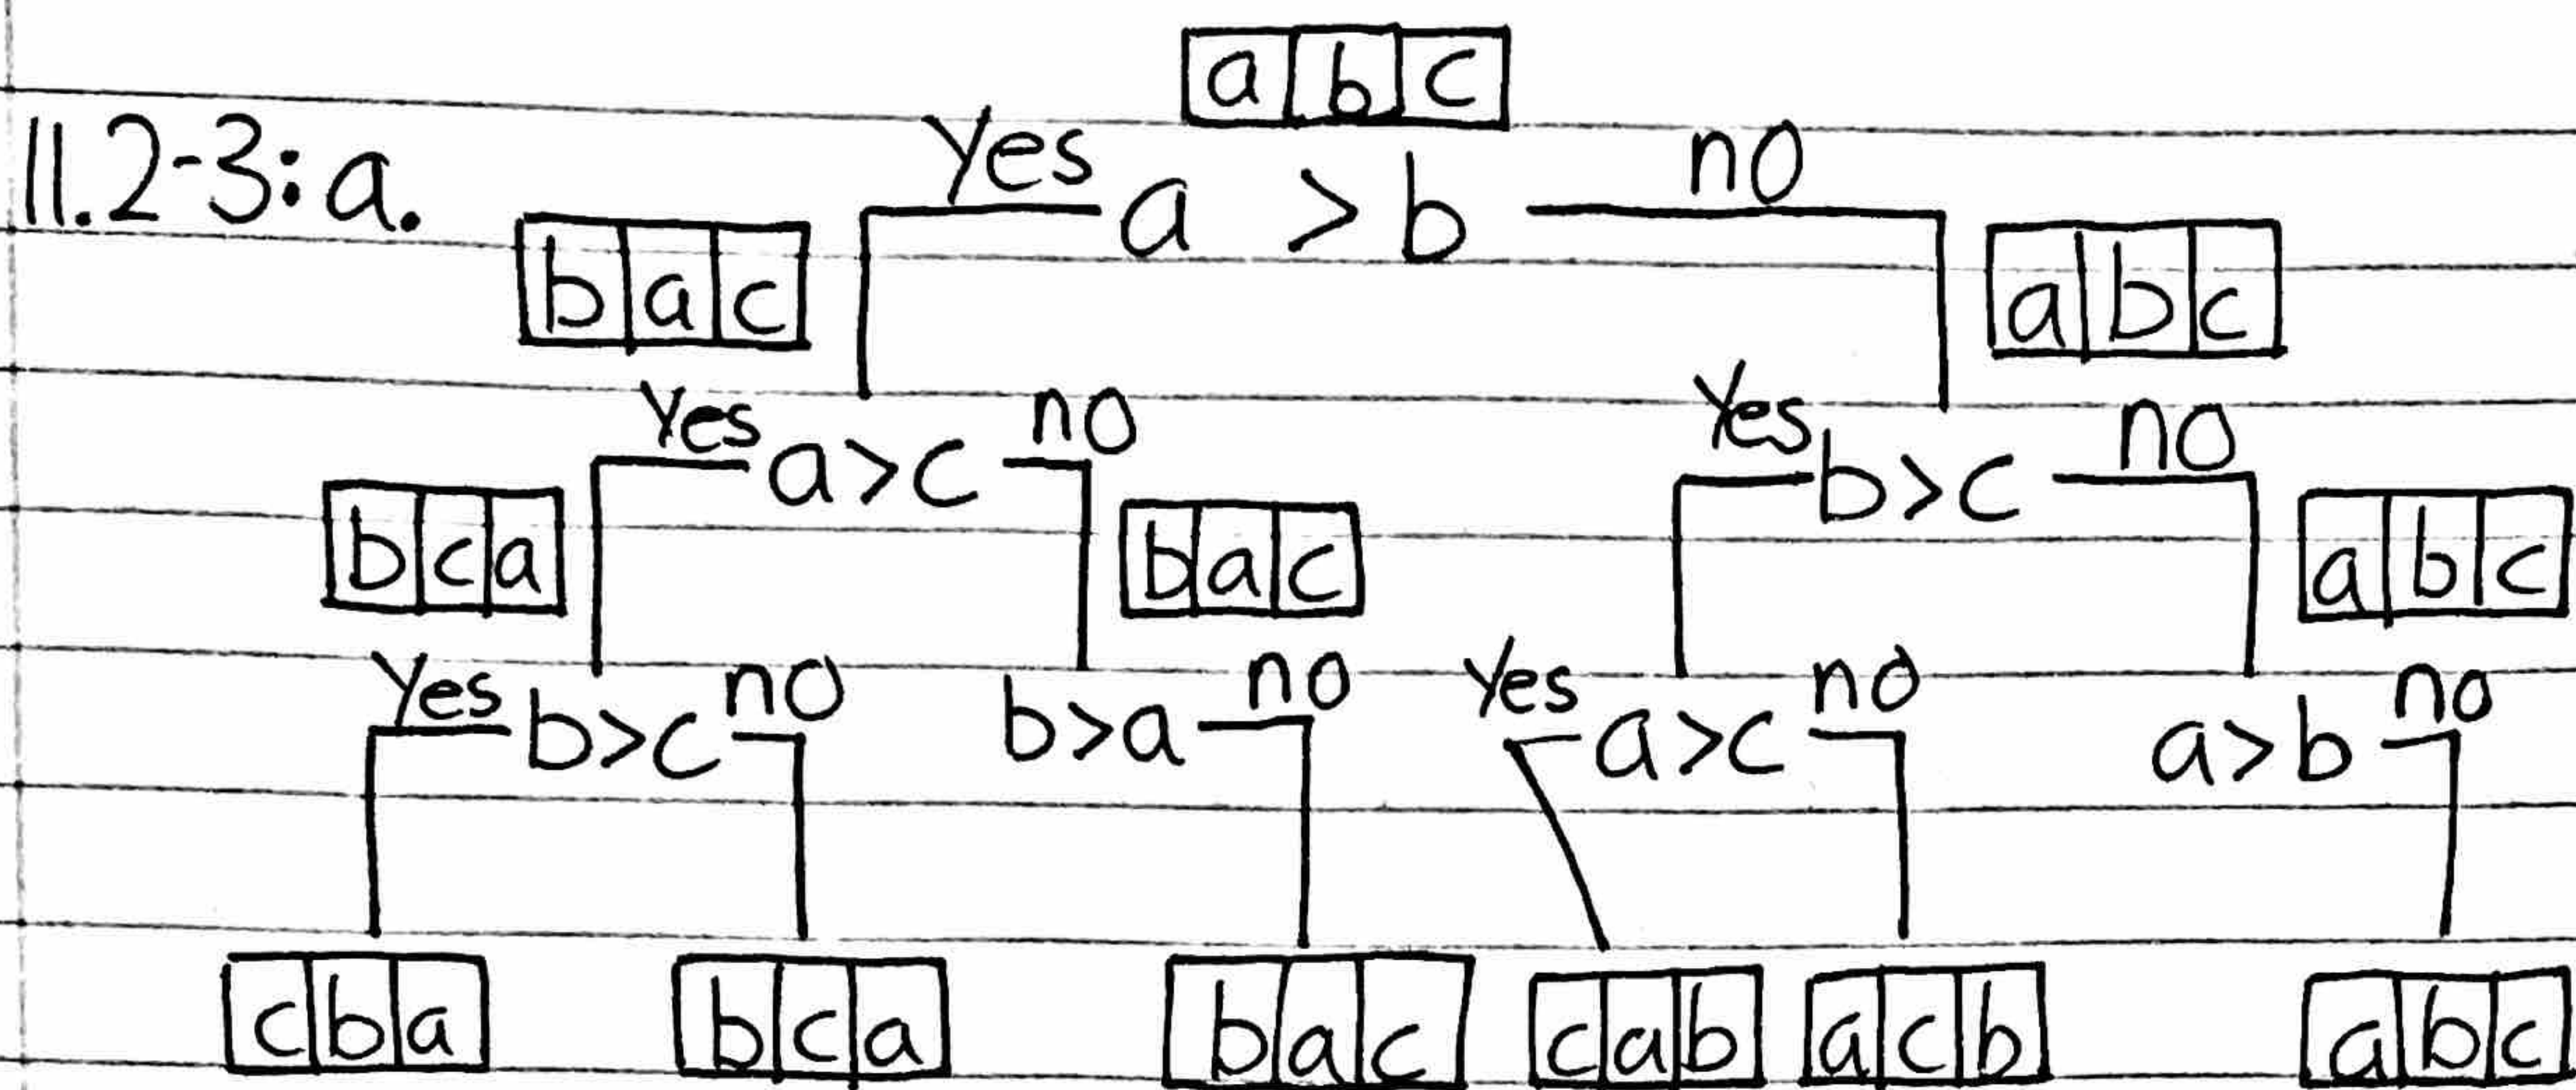 a b c
11.2-3: a. Yes a > b no
b a c a b c
Yes a>c no Yes b>c no
b c a b a c a b c
Yes b>c no b>a no Yes a>c no a>b no
c b a b c a b a c c a b a c b a b c